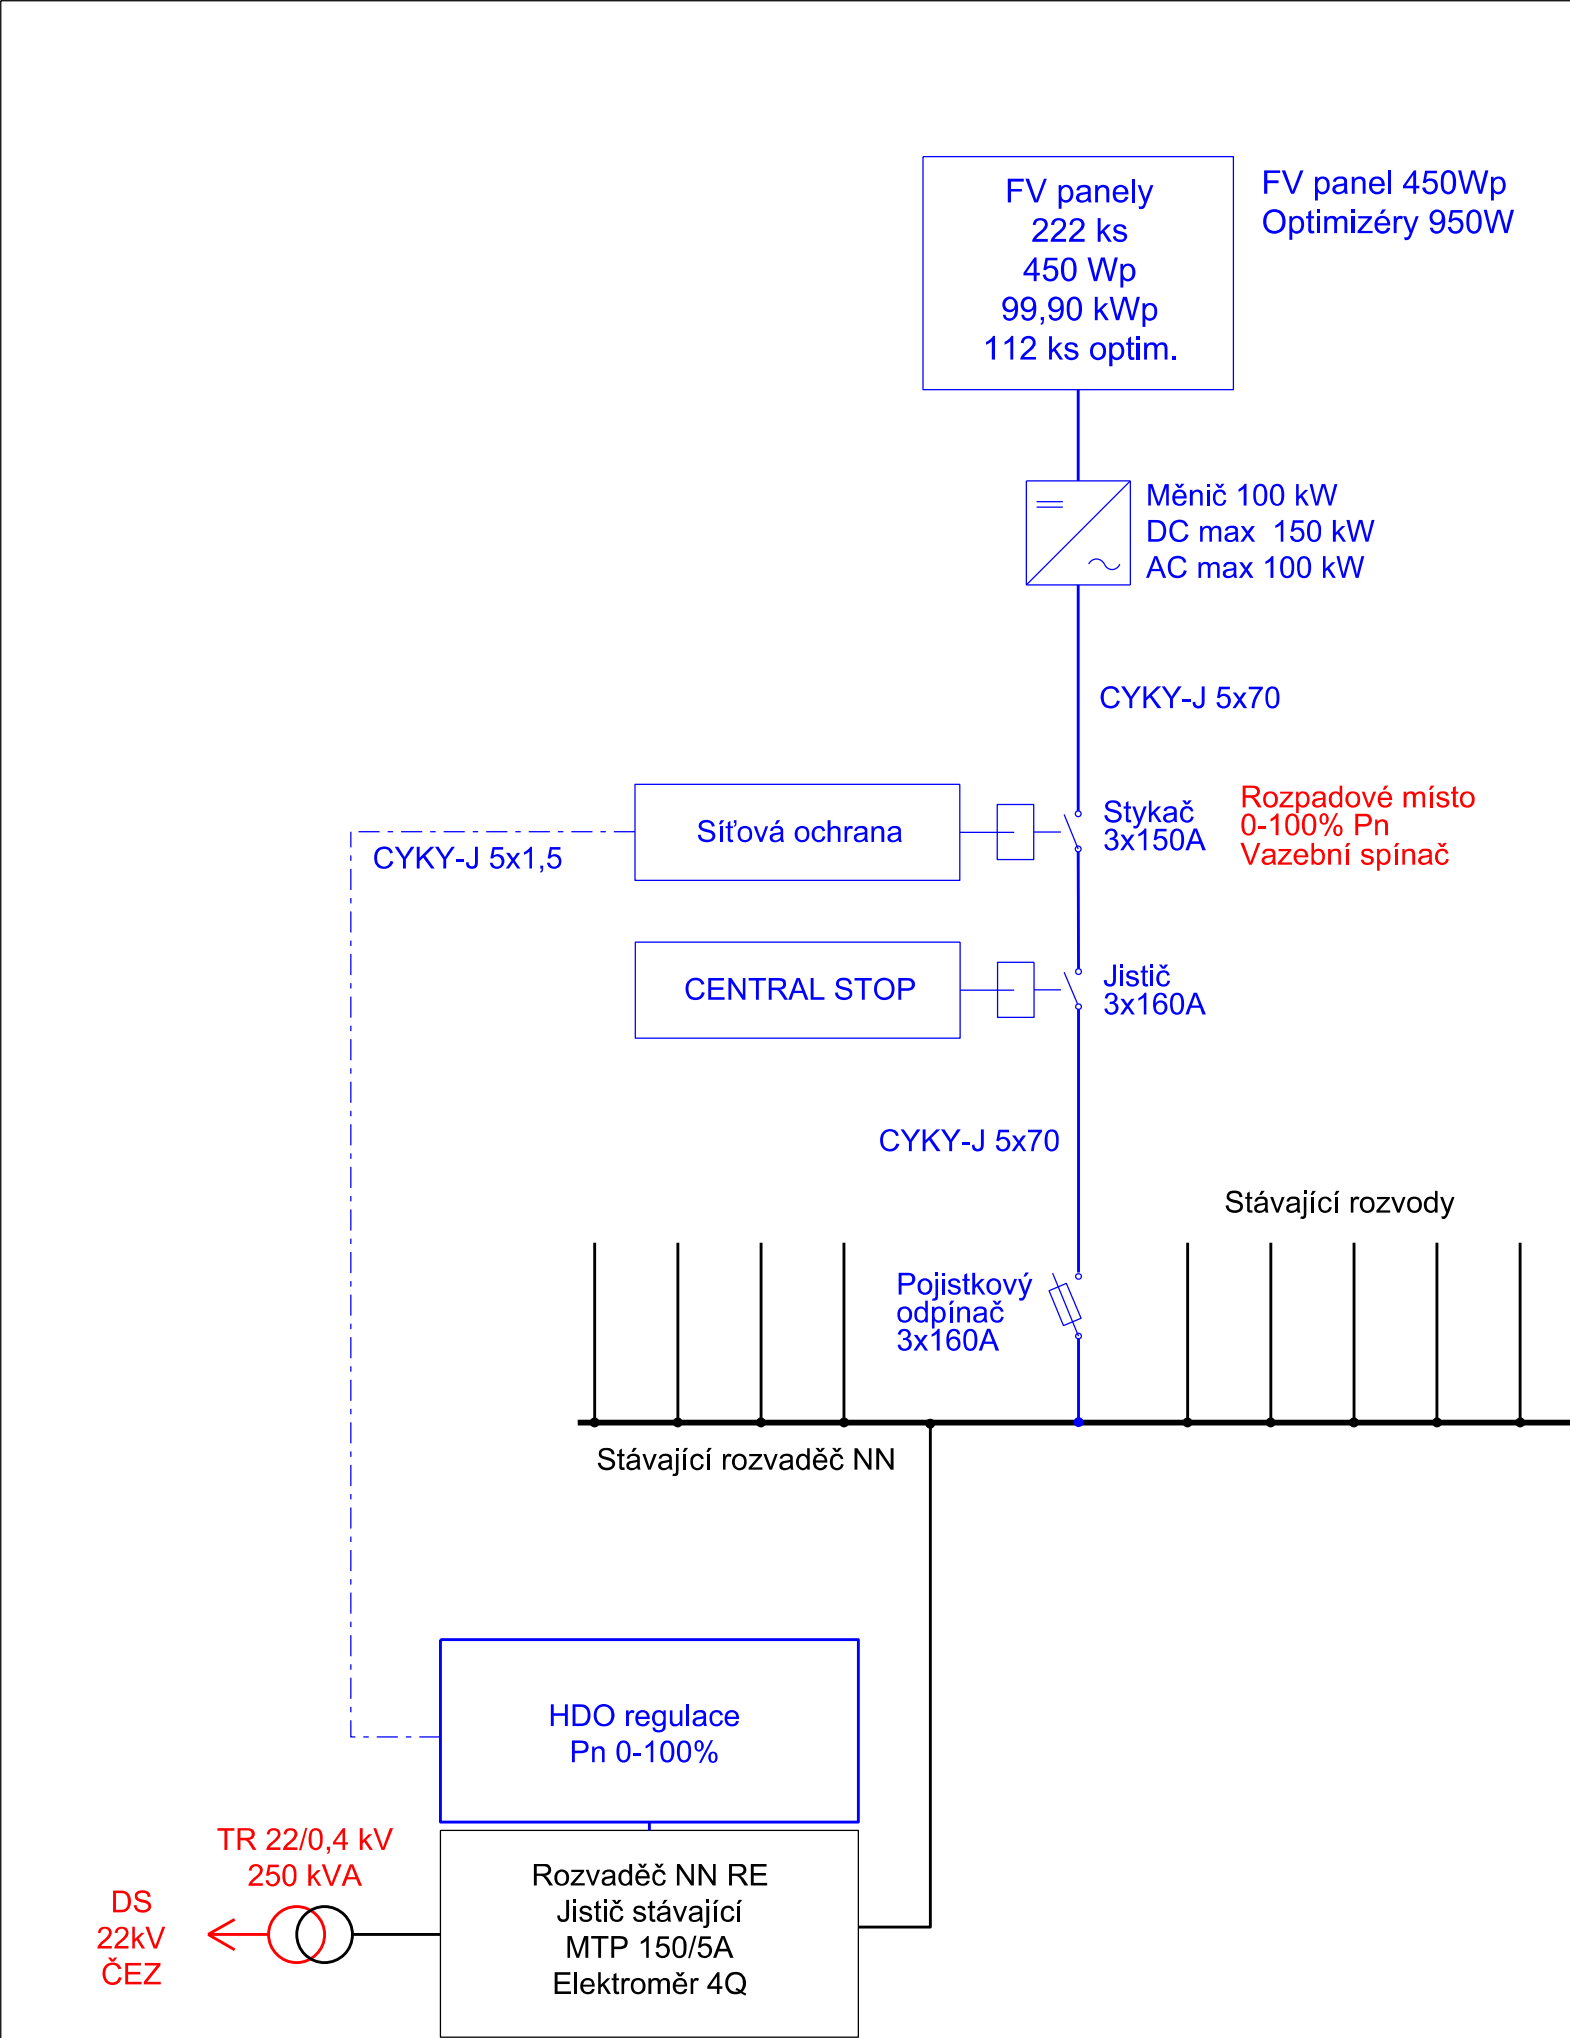 FV panely
222 ks
450 Wp
99,90 kWp
112 ks optim.
FV panel 450Wp
Optimizéry 950W
Měnič 100 kW
DC max  150 kW
AC max 100 kW
CYKY-J 5x70
Síťová ochrana
Stykač
3x150A
Rozpadové místo
0-100% Pn
Vazební spínač
CYKY-J 5x1,5
CENTRAL STOP
Jistič
3x160A
CYKY-J 5x70
Stávající rozvody
Pojistkový
odpínač
3x160A
Stávající rozvaděč NN
HDO regulace
Pn 0-100%
TR 22/0,4 kV
250 kVA
DS
22kV
ČEZ
Rozvaděč NN RE
Jistič stávající
MTP 150/5A
Elektroměr 4Q